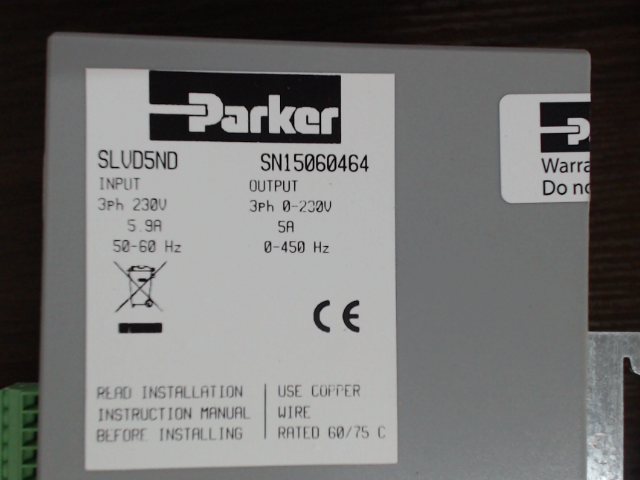 Parker
SLVD5ND SN15060464
INPUT OUTPUT
3Ph 230V 3Ph 0-230V
5.9A 5A
50-60 Hz 0-450 Hz
CE
READ INSTALLATION USE COPPER
INSTRUCTION MANUAL WIRE
BEFORE INSTALLING RATED 60/75 C
P
Warra
Do no